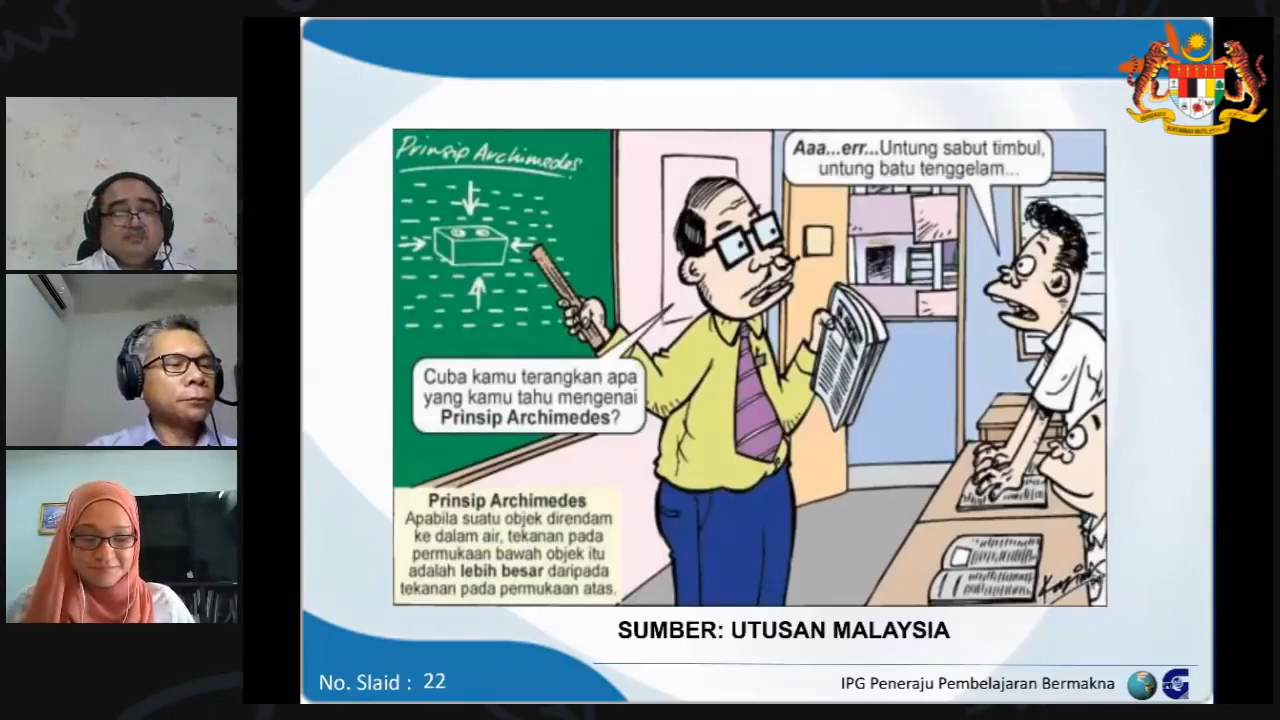 Prinsip Archimedes
Aaa...err...Untung sabut timbul,
untung batu tenggelam...
Cuba kamu terangkan apa
yang kamu tahu mengenai
Prinsip Archimedes?
Prinsip Archimedes
Apabila suatu objek direndam
ke dalam air, tekanan pada
permukaan bawah objek itu
adalah lebih besar daripada
tekanan pada permukaan atas.
SUMBER: UTUSAN MALAYSIA
No. Slaid : 22
IPG Peneraju Pembelajaran Bermakna